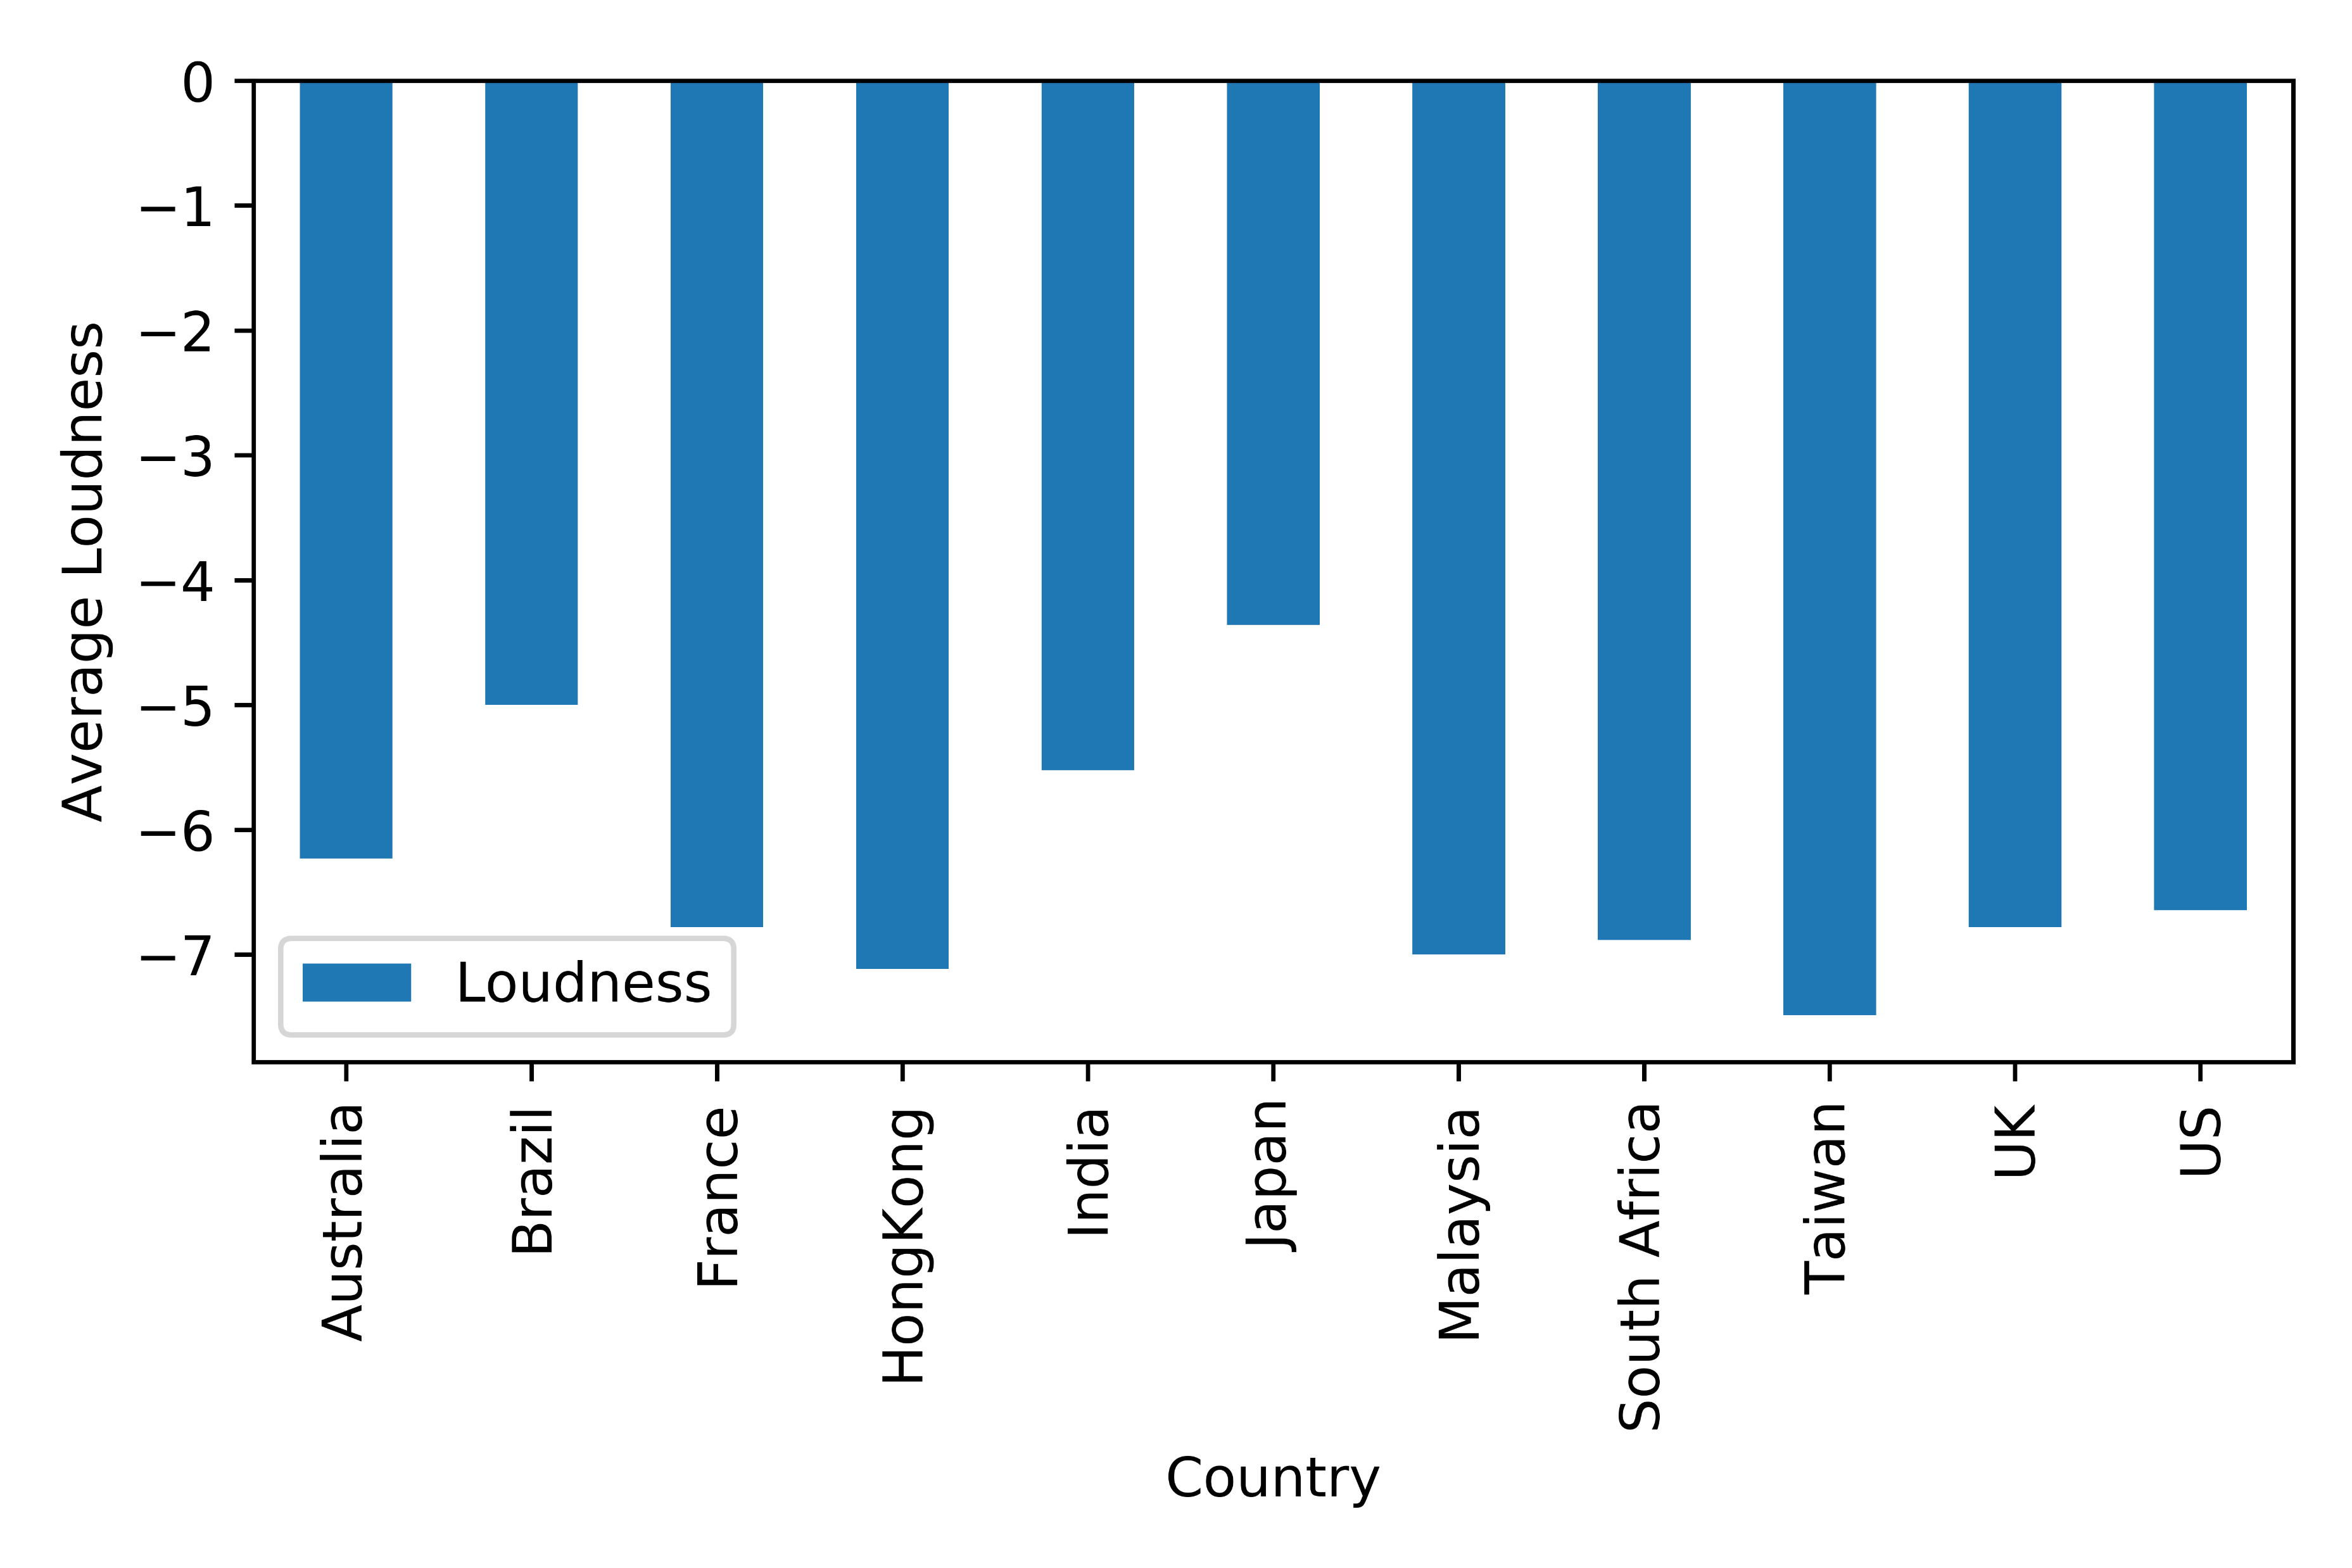 0
−1
−2
−3
−4
−5
−6
−7
Average Loudness
Loudness
Australia
Brazil
France
HongKong
India
Japan
Malaysia
South Africa
Taiwan
UK
US
Country